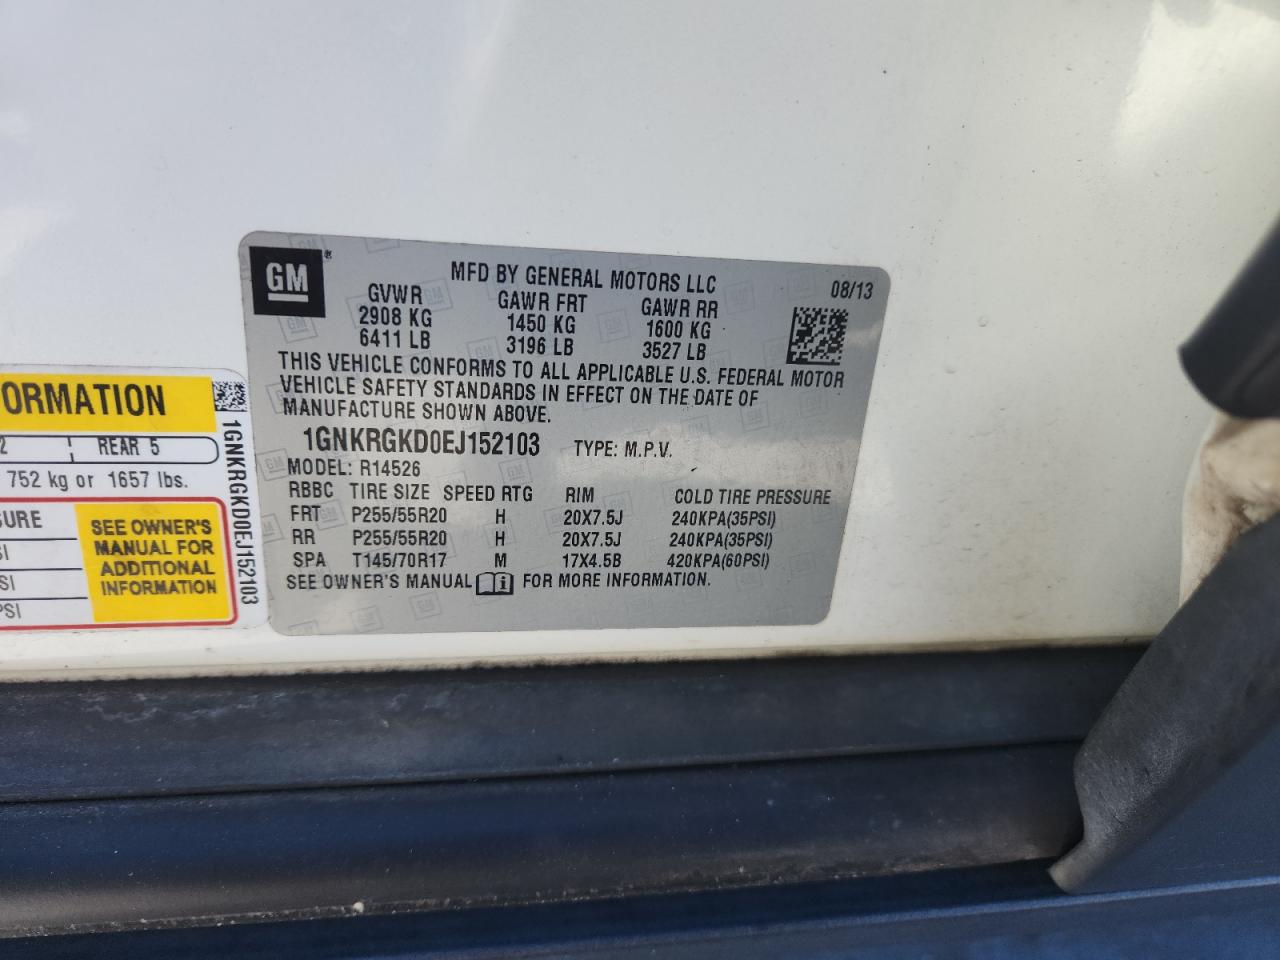 GM®
MFD BY GENERAL MOTORS LLC
08/13
GVWR GAWR FRT GAWR RR
2908 KG 1450 KG 1600 KG
6411 LB 3196 LB 3527 LB
THIS VEHICLE CONFORMS TO ALL APPLICABLE U.S. FEDERAL MOTOR
VEHICLE SAFETY STANDARDS IN EFFECT ON THE DATE OF
MANUFACTURE SHOWN ABOVE.
1GNKRGKD0EJ152103 TYPE: M.P.V.
MODEL: R14526
RBBC TIRE SIZE SPEED RTG RIM COLD TIRE PRESSURE
FRT P255/55R20 H 20X7.5J 240KPA(35PSI)
RR P255/55R20 H 20X7.5J 240KPA(35PSI)
SPA T145/70R17 M 17X4.5B 420KPA(60PSI)
SEE OWNER'S MANUAL FOR MORE INFORMATION.
ORMATION
2 REAR 5
752 kg or 1657 lbs.
SURE
SI
SI
PSI
SEE OWNER'S
MANUAL FOR
ADDITIONAL
INFORMATION
1GNKRGKD0EJ152103